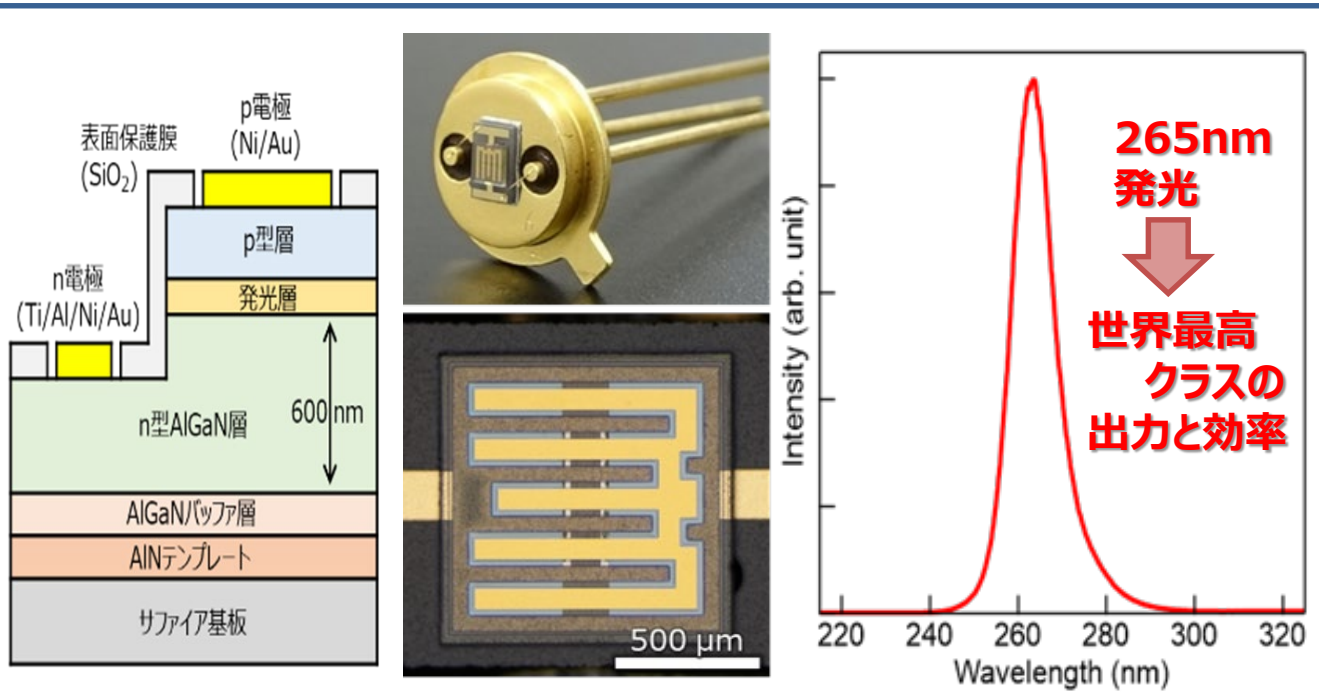 p電極
(Ni/Au)
表面保護膜
(SiO₂)
p型層
n電極
(Ti/Al/Ni/Au)
発光層
n型AlGaN層
600 nm
AlGaNバッファ層
AlNテンプレート
サファイア基板
500 μm
Intensity (arb. unit)
265nm
発光
世界最高
クラスの
出力と効率
220 240 260 280 300 320
Wavelength (nm)